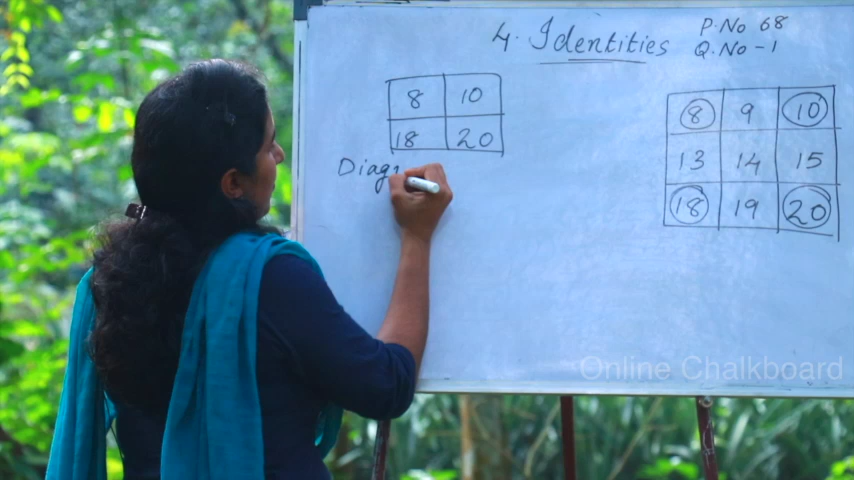 4. Identities
P.No 68
Q.No-1
8 10
18 20
Diag
8 9 10
13 14 15
18 19 20
Online Chalkboard